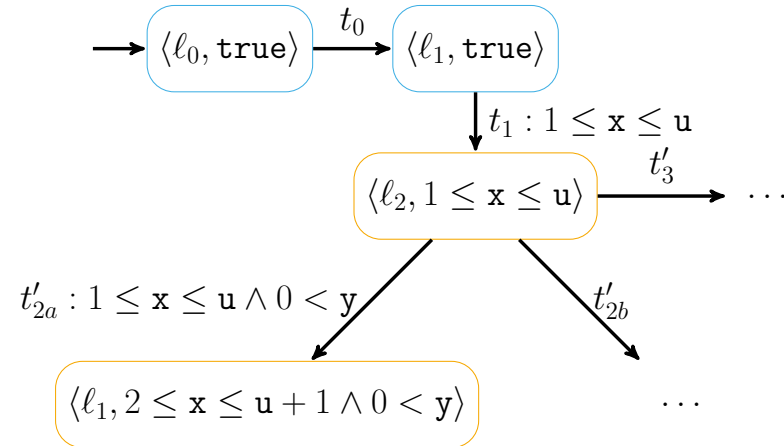 t₀
⟨ℓ₀, true⟩ ⟨ℓ₁, true⟩
t₁ : 1 ≤ x ≤ u
⟨ℓ₂, 1 ≤ x ≤ u⟩ t′₃ ⋯
t′₂ₐ : 1 ≤ x ≤ u ∧ 0 < y t′_{2b}
⟨ℓ₁, 2 ≤ x ≤ u + 1 ∧ 0 < y⟩ ⋯